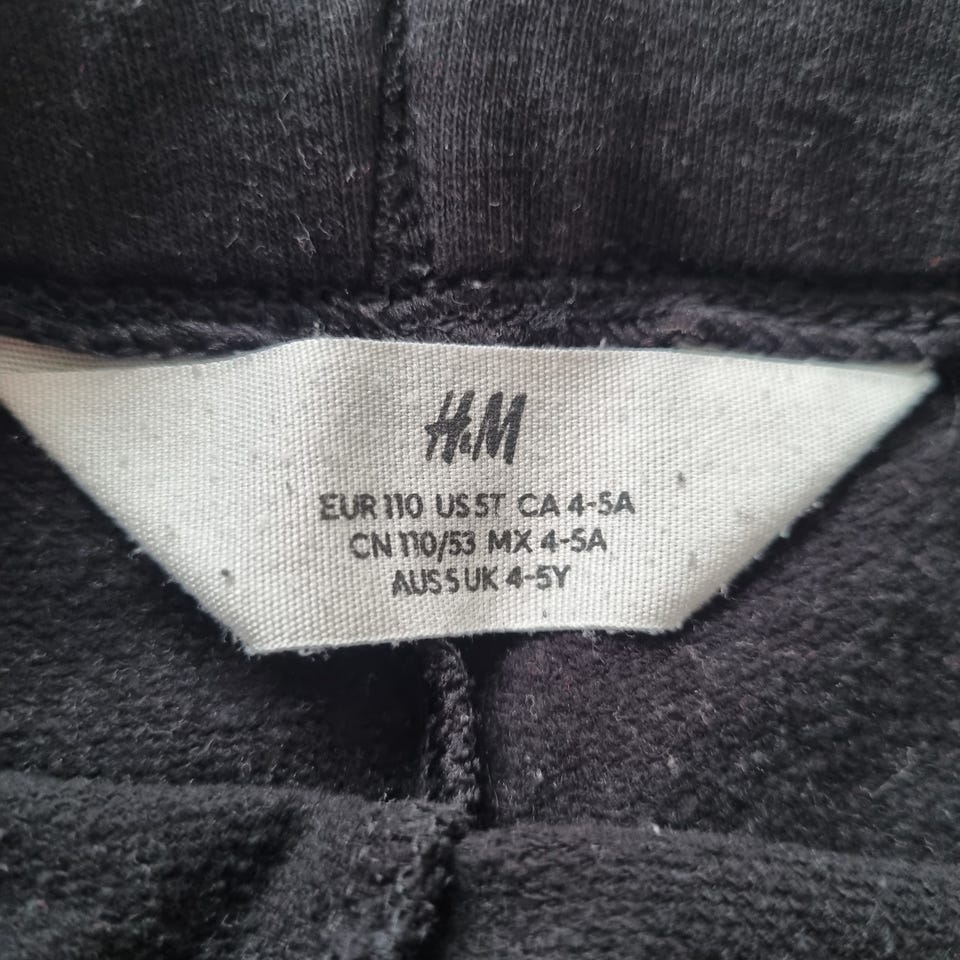 H&M
EUR 110 US 5T CA 4-5A
CN 110/53 MX 4-5A
AUS 5 UK 4-5Y